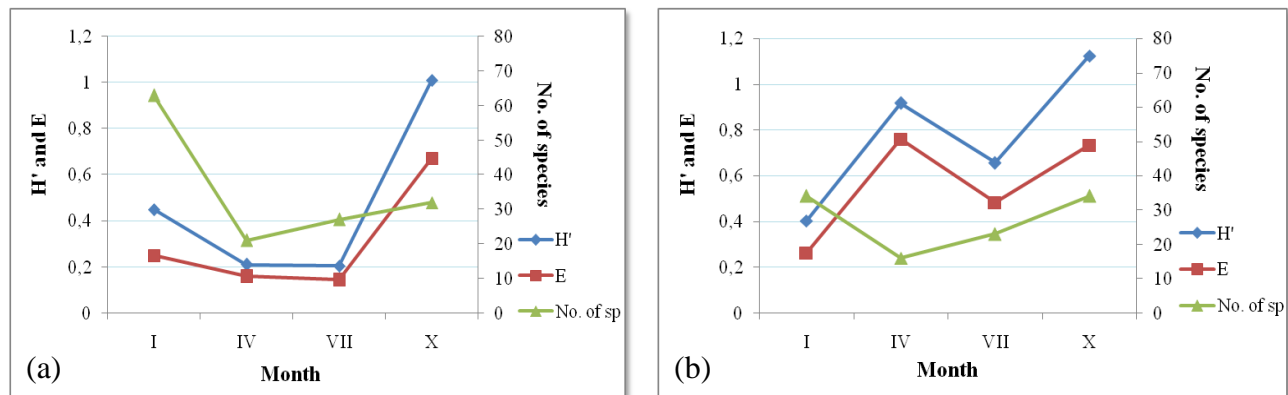 1,2
1
0,8
0,6
0,4
0,2
0
H' and E
80
70
60
50
40
30
20
10
0
No. of species
H'
E
No. of sp
I IV VII X
Month
(a)
1,2
1
0,8
0,6
0,4
0,2
0
H' and E
80
70
60
50
40
30
20
10
0
No. of species
H'
E
No. of sp
I IV VII X
Month
(b)